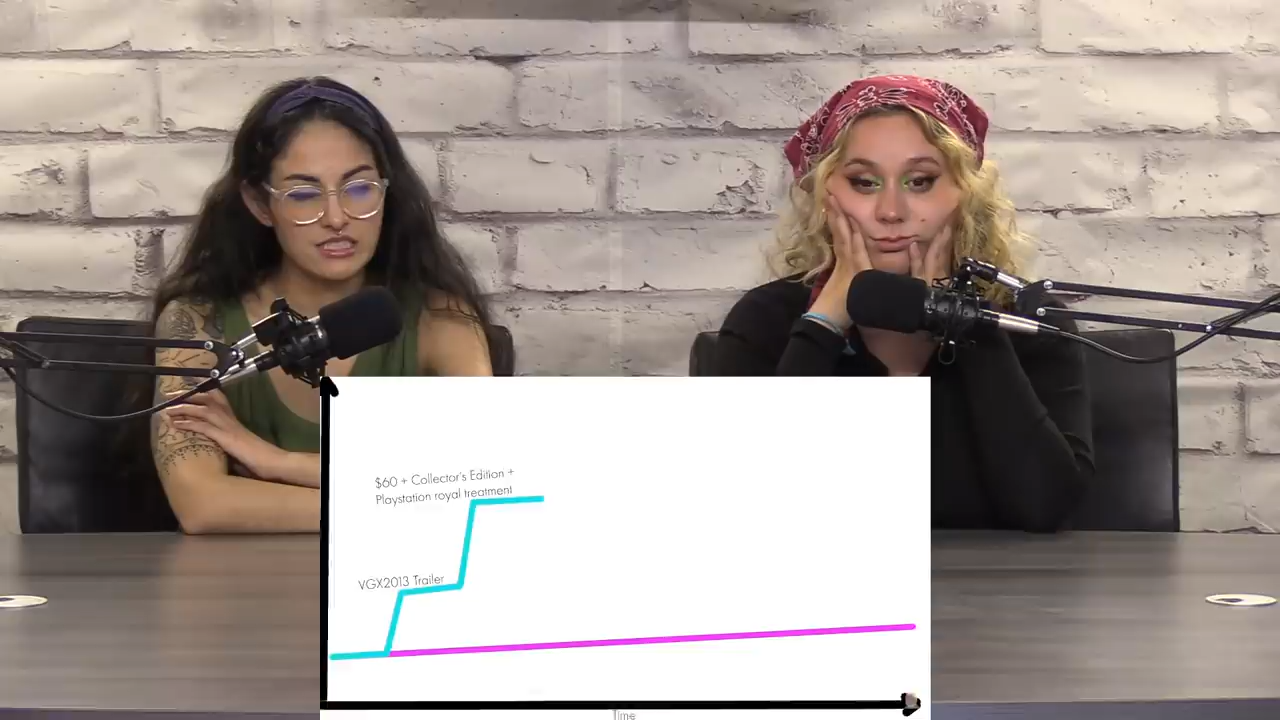 $60 + Collector's Edition +
Playstation royal treatment
VGX2013 Trailer
Time